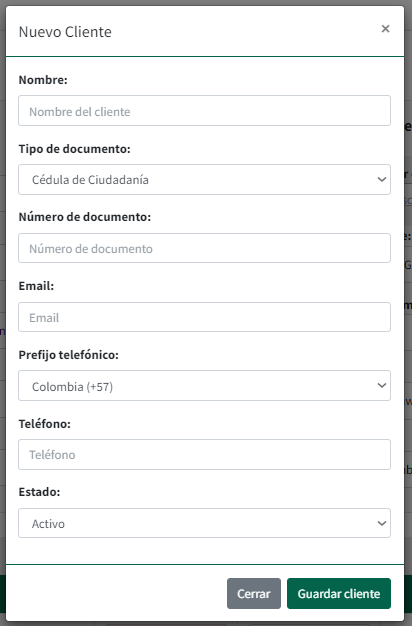 Nuevo Cliente
×
Nombre:
Nombre del cliente
Tipo de documento:
Cédula de Ciudadanía
Número de documento:
Número de documento
Email:
Email
Prefijo telefónico:
Colombia (+57)
Teléfono:
Teléfono
Estado:
Activo
Cerrar
Guardar cliente